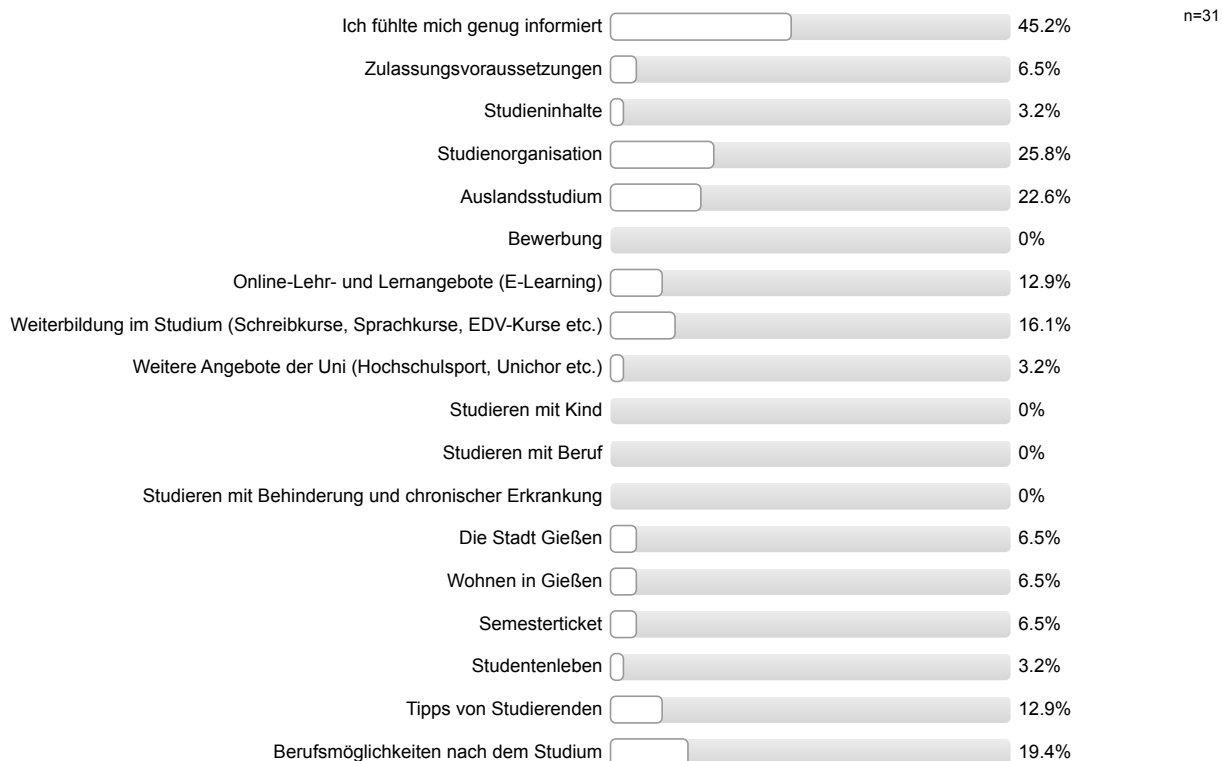 Ich fühlte mich genug informiert 45.2% n=31
Zulassungsvoraussetzungen 6.5%
Studieninhalte 3.2%
Studienorganisation 25.8%
Auslandsstudium 22.6%
Bewerbung 0%
Online-Lehr- und Lernangebote (E-Learning) 12.9%
Weiterbildung im Studium (Schreibkurse, Sprachkurse, EDV-Kurse etc.) 16.1%
Weitere Angebote der Uni (Hochschulsport, Unichor etc.) 3.2%
Studieren mit Kind 0%
Studieren mit Beruf 0%
Studieren mit Behinderung und chronischer Erkrankung 0%
Die Stadt Gießen 6.5%
Wohnen in Gießen 6.5%
Semesterticket 6.5%
Studentenleben 3.2%
Tipps von Studierenden 12.9%
Berufsmöglichkeiten nach dem Studium 19.4%